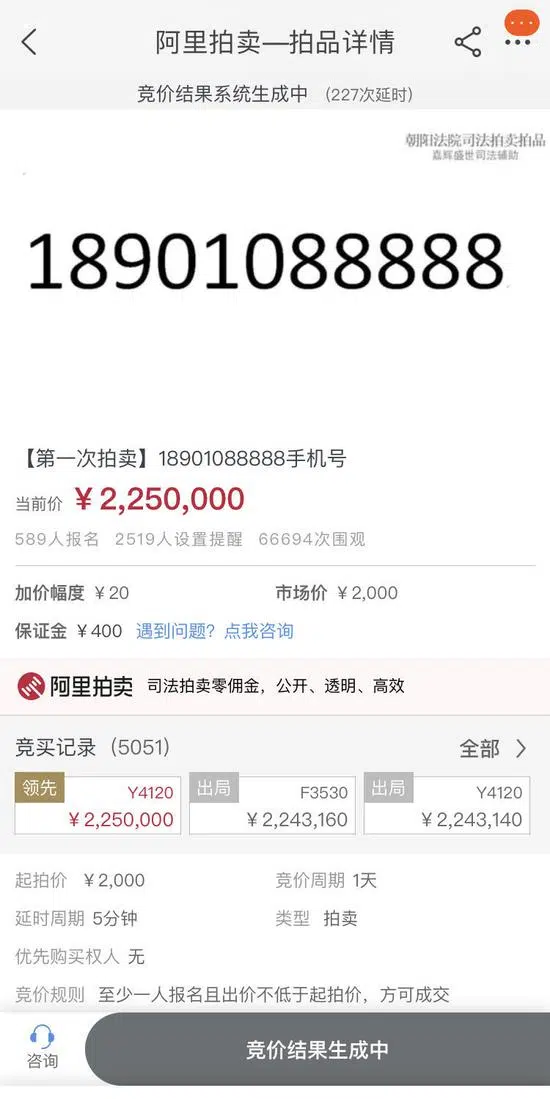 阿里拍卖—拍品详情
竞价结果系统生成中 (227次延时)
朝阳法院司法拍卖拍品
嘉辉盛世司法辅助
18901088888
【第一次拍卖】18901088888手机号
当前价 ¥2,250,000
589人报名 2519人设置提醒 66694次围观
加价幅度 ¥20 市场价 ¥2,000
保证金 ¥400 遇到问题？点我咨询
阿里拍卖 司法拍卖零佣金，公开、透明、高效
竞买记录 (5051) 全部
领先 Y4120 出局 F3530 出局 Y4120
¥2,250,000 ¥2,243,160 ¥2,243,140
起拍价 ¥2,000 竞价周期 1天
延时周期 5分钟 类型 拍卖
优先购买权人 无
竞价规则 至少一人报名且出价不低于起拍价，方可成交
咨询 竞价结果生成中